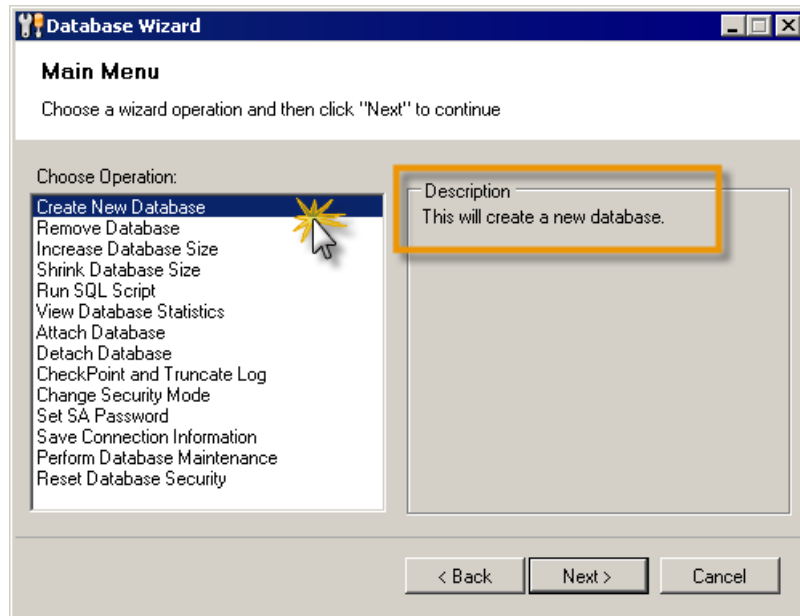 Database Wizard
Main Menu
Choose a wizard operation and then click "Next" to continue
Choose Operation:
Create New Database
Remove Database
Increase Database Size
Shrink Database Size
Run SQL Script
View Database Statistics
Attach Database
Detach Database
CheckPoint and Truncate Log
Change Security Mode
Set SA Password
Save Connection Information
Perform Database Maintenance
Reset Database Security
Description
This will create a new database.
< Back
Next >
Cancel